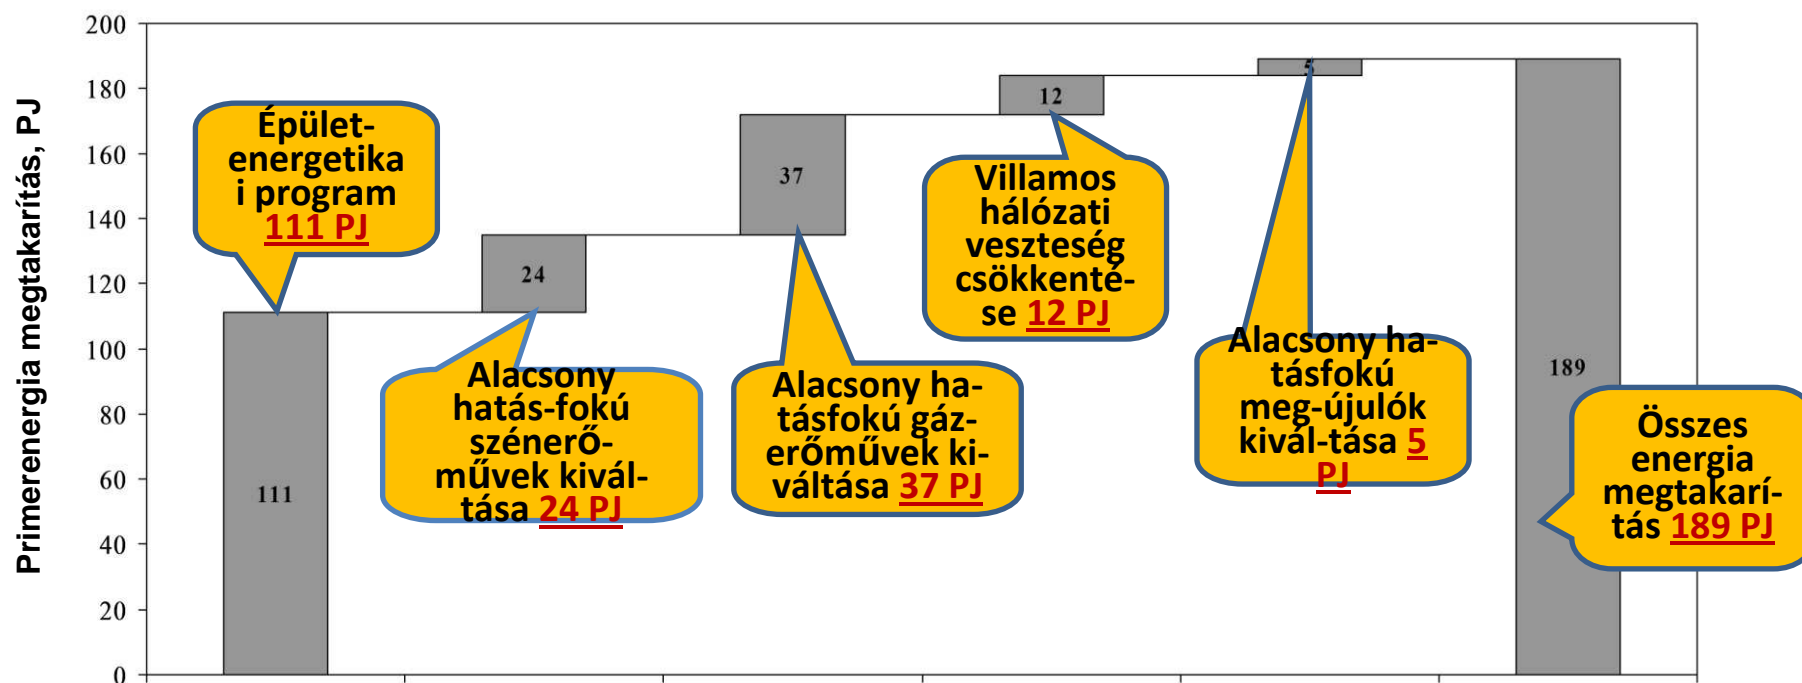 Primerenergia megtakarítás, PJ
200
180
160
140
120
100
80
60
40
20
0
Épület-
energetika
i program
111 PJ
111
24
Alacsony
hatás-fokú
szénerő-
művek kivál-
tása 24 PJ
37
Alacsony ha-
tásfokú gáz-
erőművek ki-
váltása 37 PJ
12
Villamos
hálózati
veszteség
csökkenté-
se 12 PJ
5
Alacsony ha-
tásfokú
meg-újulók
kivál-tása 5
PJ
189
Összes
energia
megtakarí-
tás 189 PJ